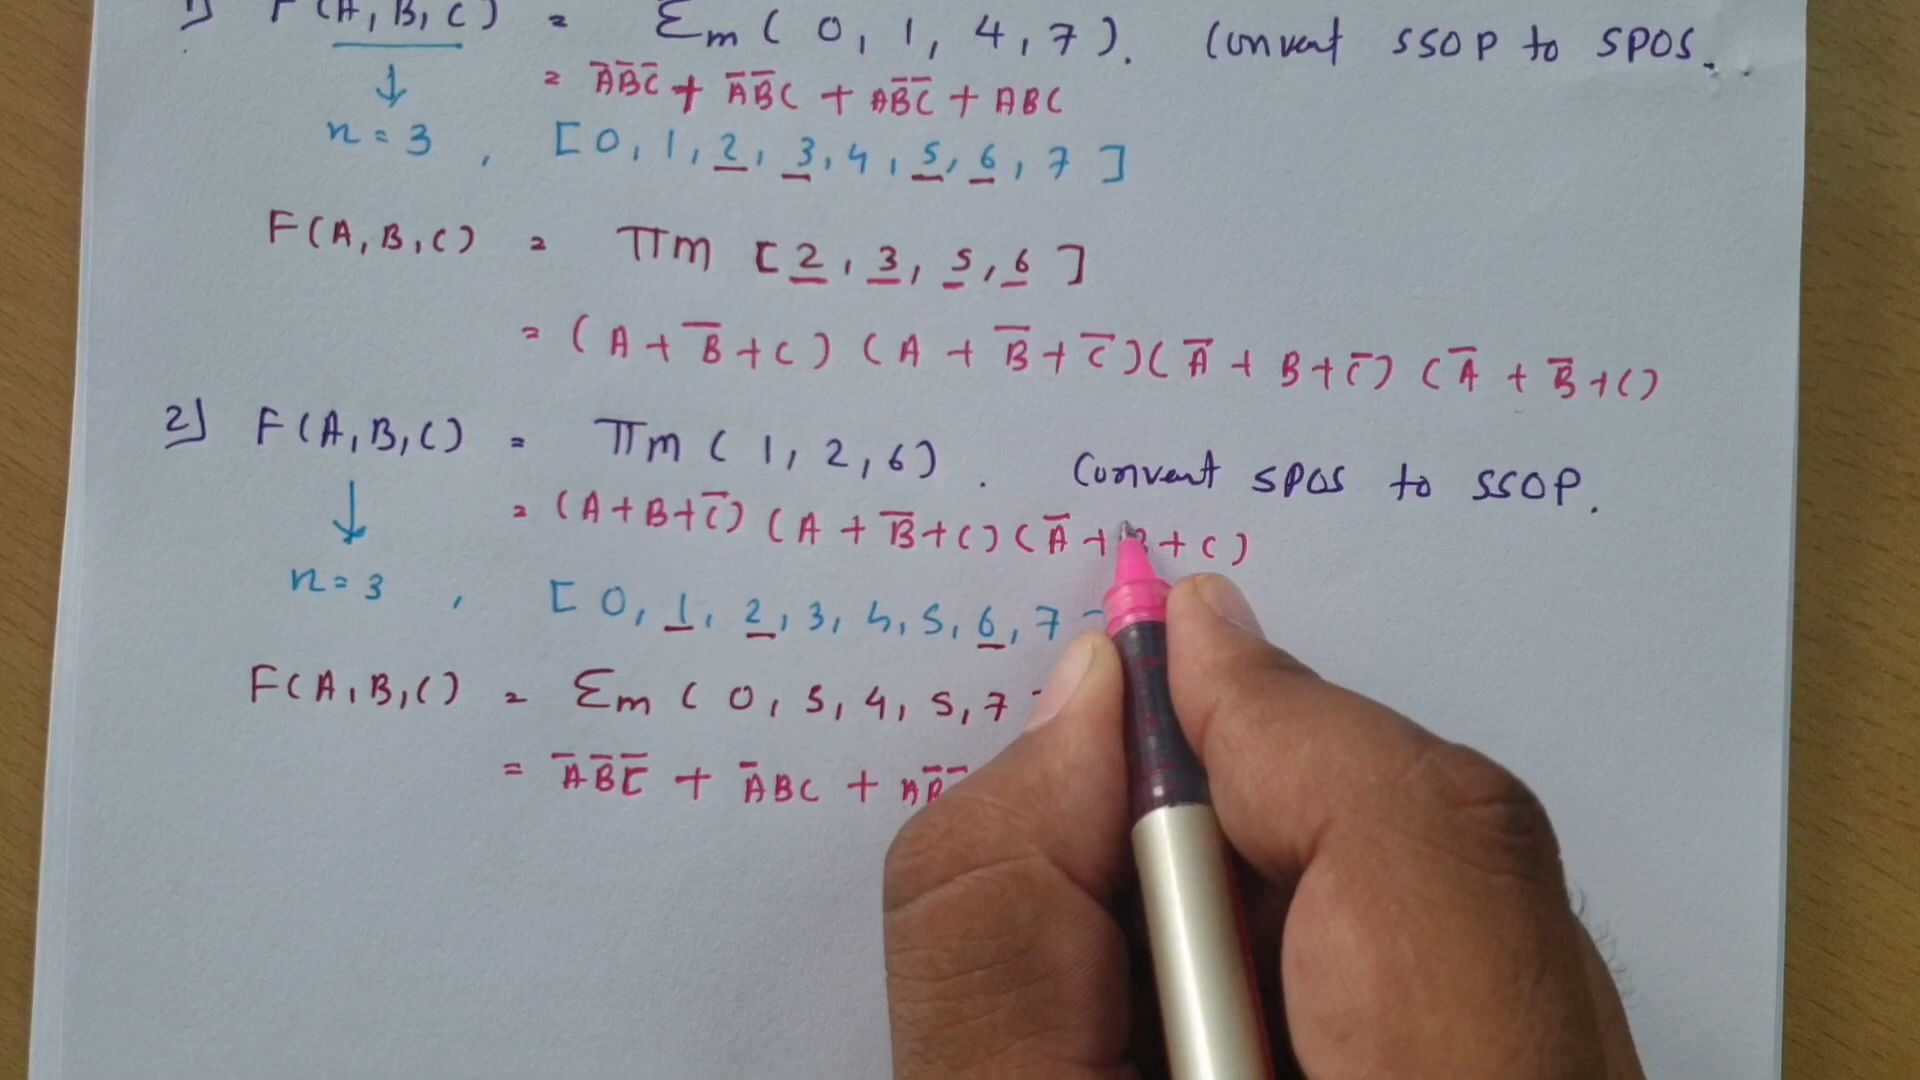 1) F(A,B,C) = Σm ( 0, 1, 4, 7 ). Convert SSOP to SPOS.
= A̅B̅C̅ + A̅B̅C + AB̅C̅ + ABC
n = 3 , [ 0, 1, 2, 3, 4, 5, 6, 7 ]
F(A,B,C) = πm [ 2, 3, 5, 6 ]
= (A + B̅ + C) (A + B̅ + C̅) (A̅ + B + C̅) (A̅ + B̅ + C)
2) F(A,B,C) = πm ( 1, 2, 6 ) . Convert SPOS to SSOP.
= (A+B+C̅) (A + B̅ + C) (A̅ + B + C)
n = 3 , [ 0, 1, 2, 3, 4, 5, 6, 7
F(A,B,C) = Σm ( 0, 3, 4, 5, 7
= A̅B̅C̅ + A̅BC +